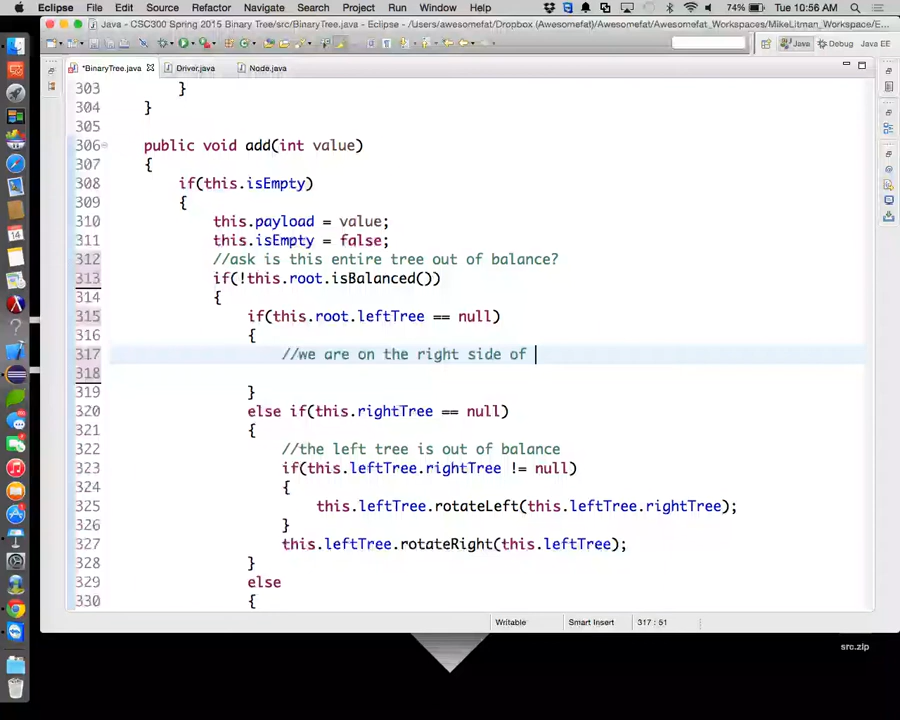 Eclipse File Edit Source Refactor Navigate Search Project Run Window Help 74% Tue 10:56 AM
Java - CSC300 Spring 2015 Binary Tree/src/BinaryTree.java - Eclipse - /Users/awesomefat/Dropbox (Awesomefat)/Awesomefat/Awesomefat_Workspaces/MikeLitman_Workspace/E...
Java Debug Java EE
*BinaryTree.java Driver.java Node.java
303 }
304 }
305
306 public void add(int value)
307 {
308 if(this.isEmpty)
309 {
310 this.payload = value;
311 this.isEmpty = false;
312 //ask is this entire tree out of balance?
313 if(!this.root.isBalanced())
314 {
315 if(this.root.leftTree == null)
316 {
317 //we are on the right side of
318
319 }
320 else if(this.rightTree == null)
321 {
322 //the left tree is out of balance
323 if(this.leftTree.rightTree != null)
324 {
325 this.leftTree.rotateLeft(this.leftTree.rightTree);
326 }
327 this.leftTree.rotateRight(this.leftTree);
328 }
329 else
330 {
Writable Smart Insert 317 : 51
src.zip